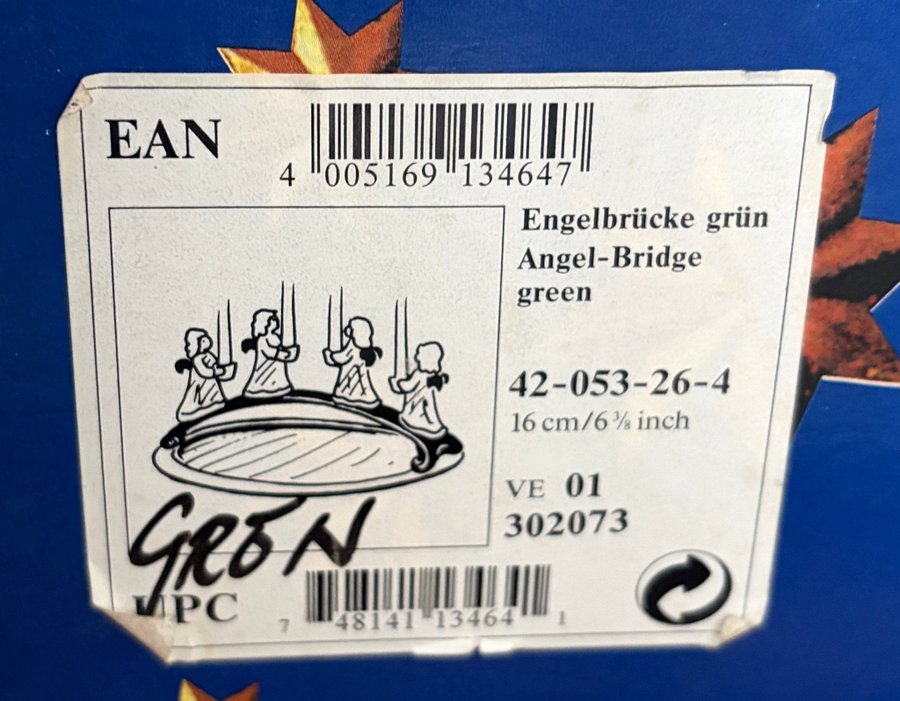 EAN
4 005169 134647
Engelbrücke grün
Angel-Bridge
green
42-053-26-4
16 cm/6 ⅜ inch
VE 01
302073
GRÜN
UPC
7 48141 13464 1